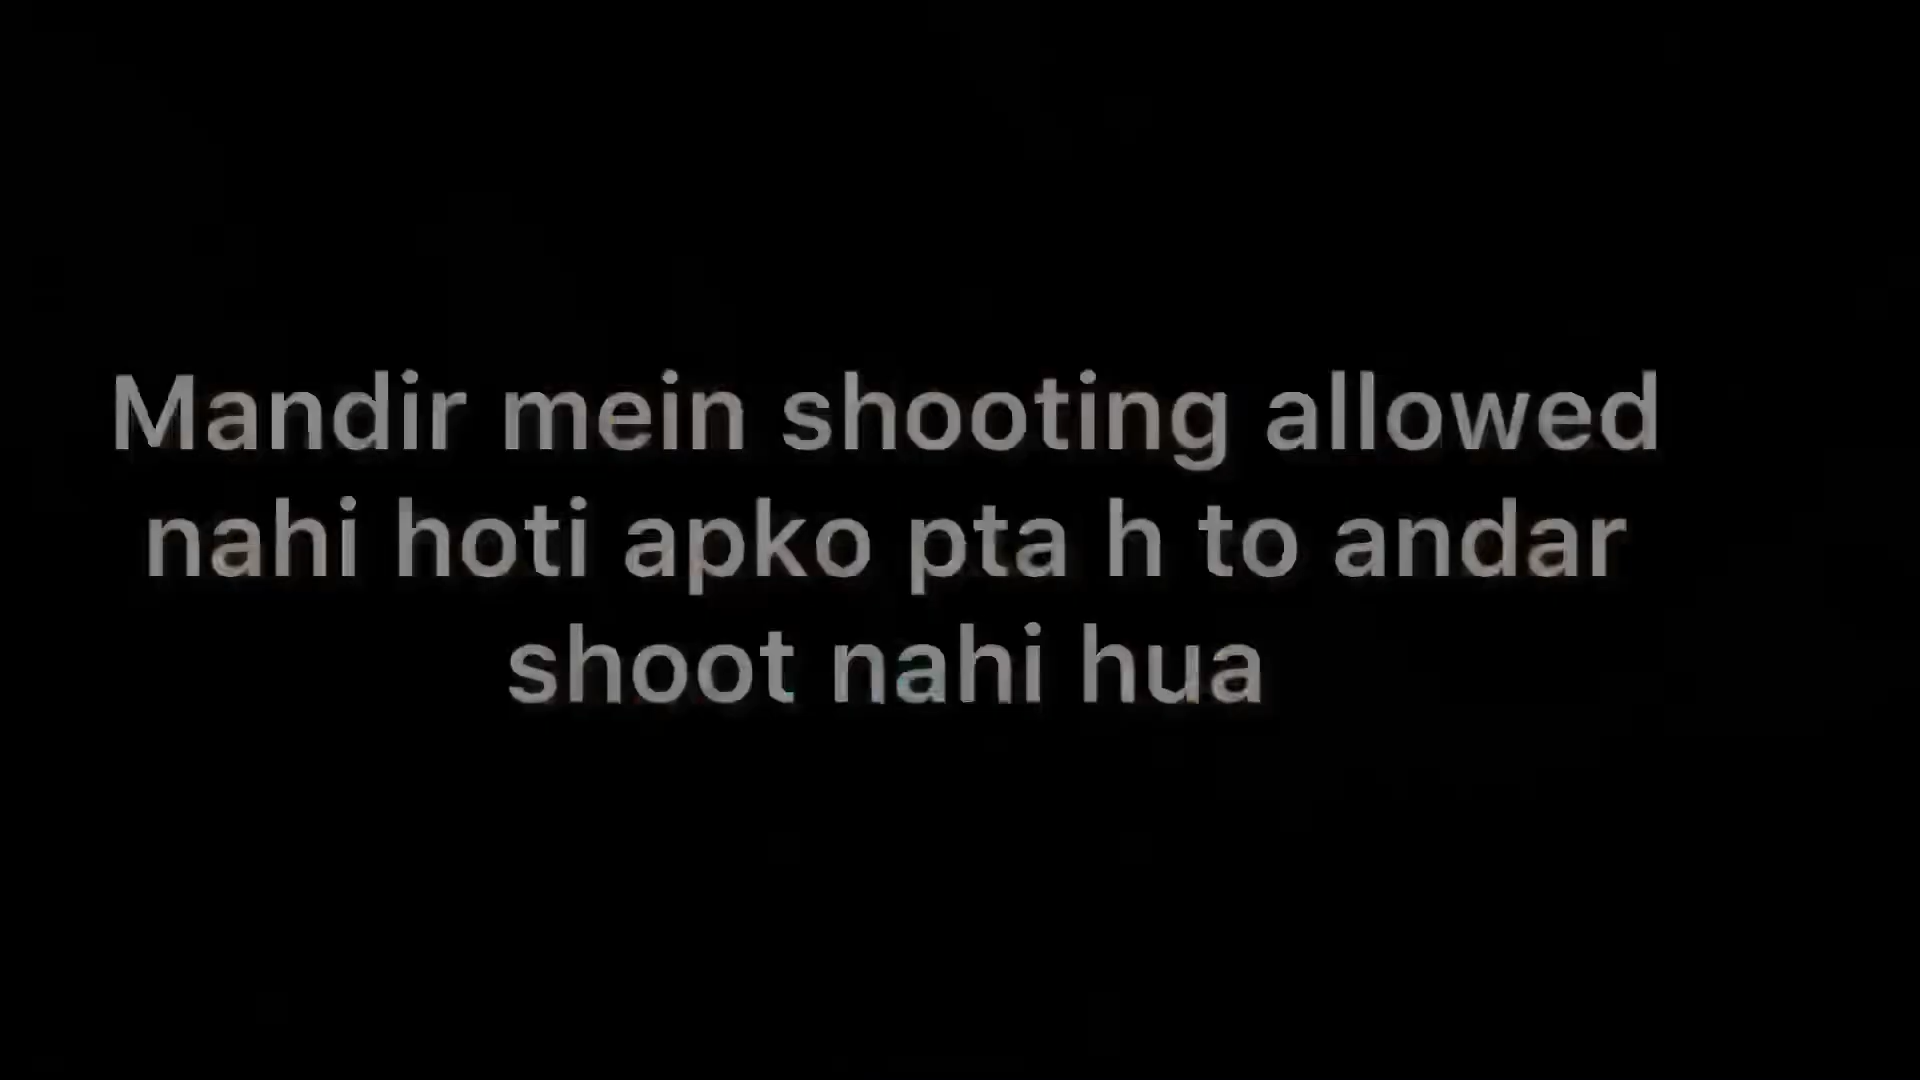 Mandir mein shooting allowed
nahi hoti apko pta h to andar
shoot nahi hua